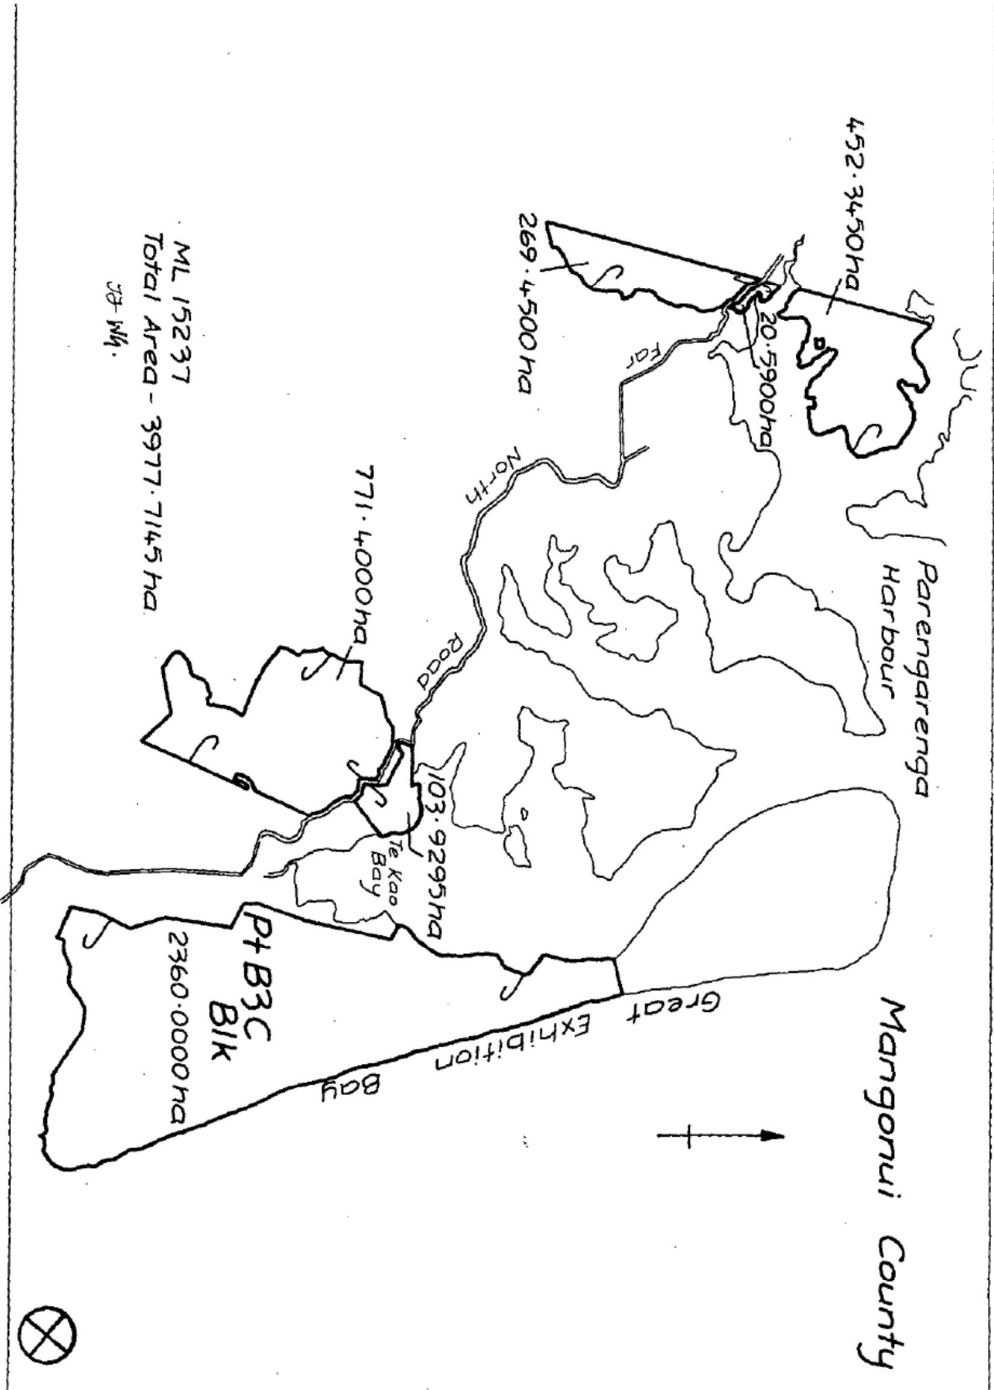 Mangonui County
Parengarenga
Harbour
452·3450ha
20·5900ha
269·4500ha
Far North Road
771·4000ha
103·9295ha
Te Kao
Bay
Great Exhibition Bay
Pt B3C
Blk
2360·0000ha
ML 15237
Total Area – 3977·7145ha